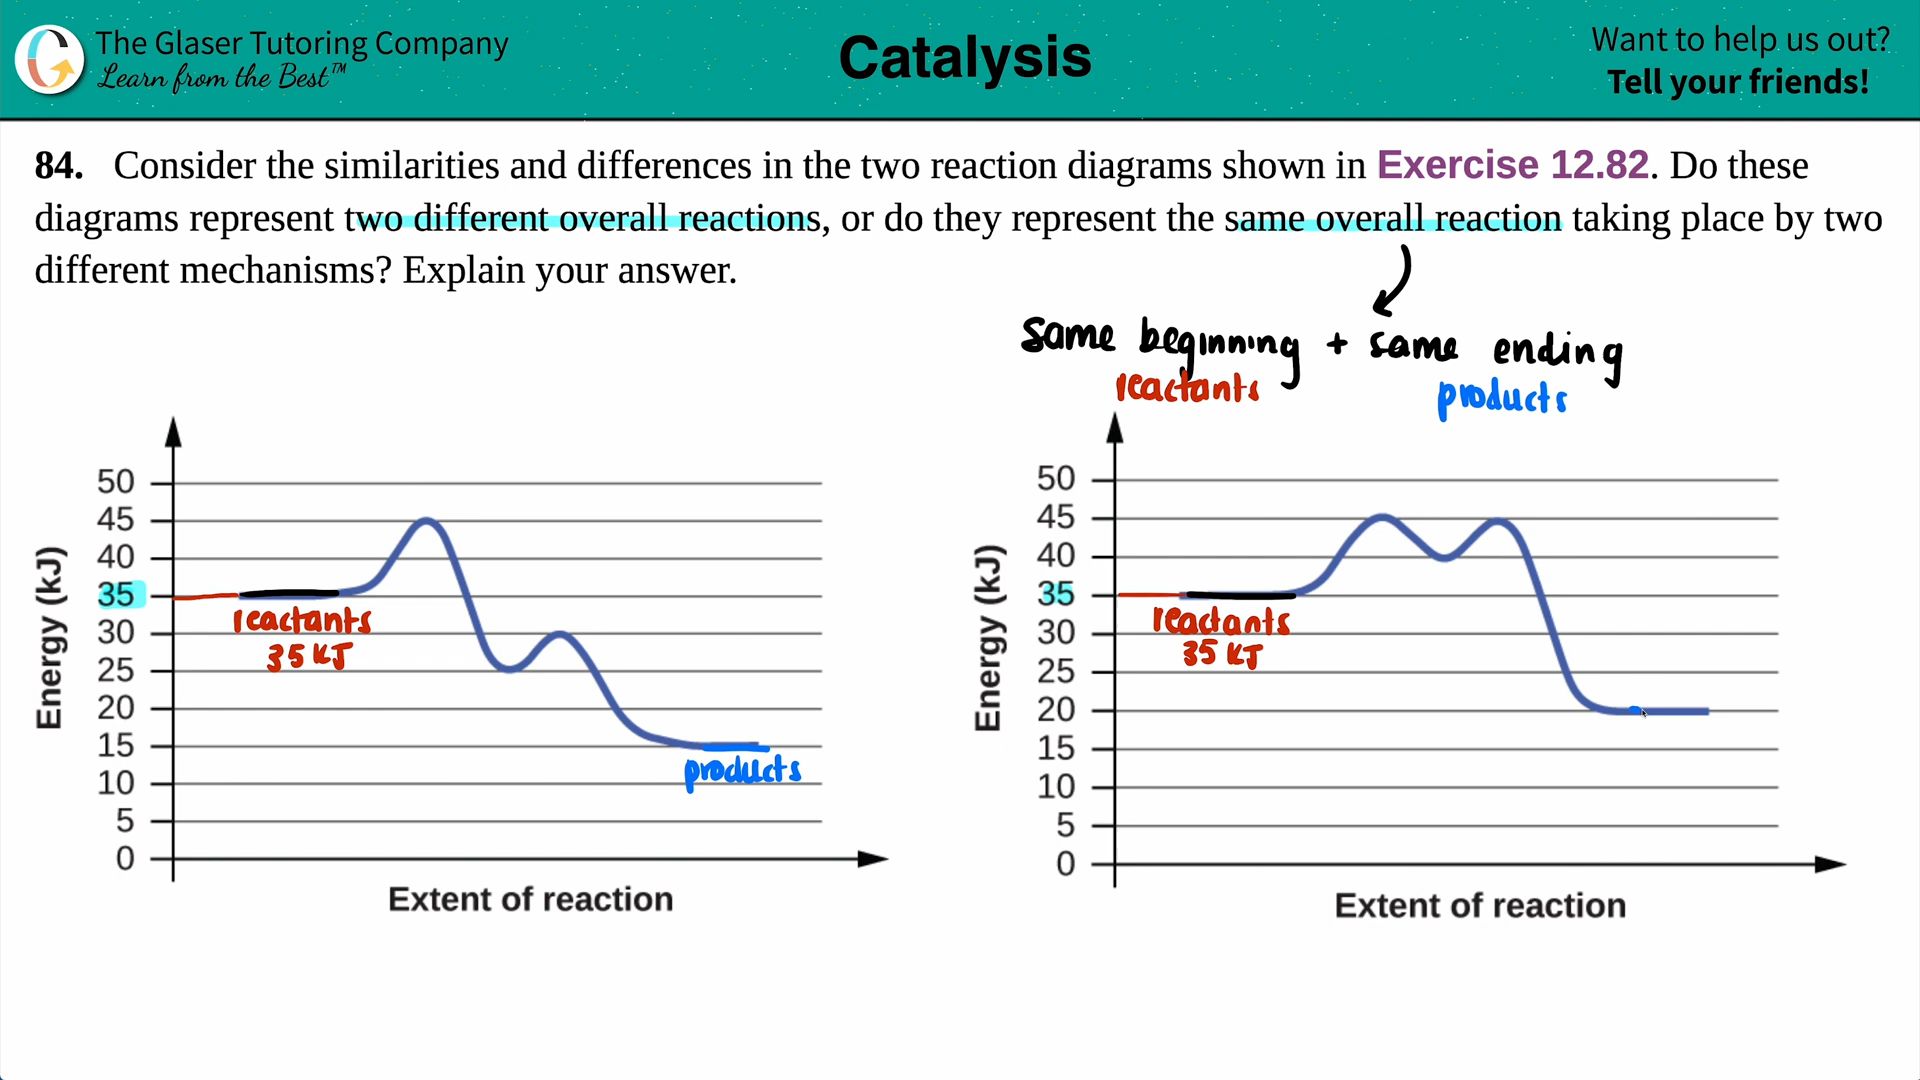 The Glaser Tutoring Company
Learn from the Best™
Catalysis
Want to help us out?
Tell your friends!
84. Consider the similarities and differences in the two reaction diagrams shown in Exercise 12.82. Do these
diagrams represent two different overall reactions, or do they represent the same overall reaction taking place by two
different mechanisms? Explain your answer.
same beginning + same ending
reactants products
50
45
40
35
30
25
20
15
10
5
0
Energy (kJ)
reactants
35 KJ
products
Extent of reaction
50
45
40
35
30
25
20
15
10
5
0
Energy (kJ)
reactants
35 KJ
Extent of reaction